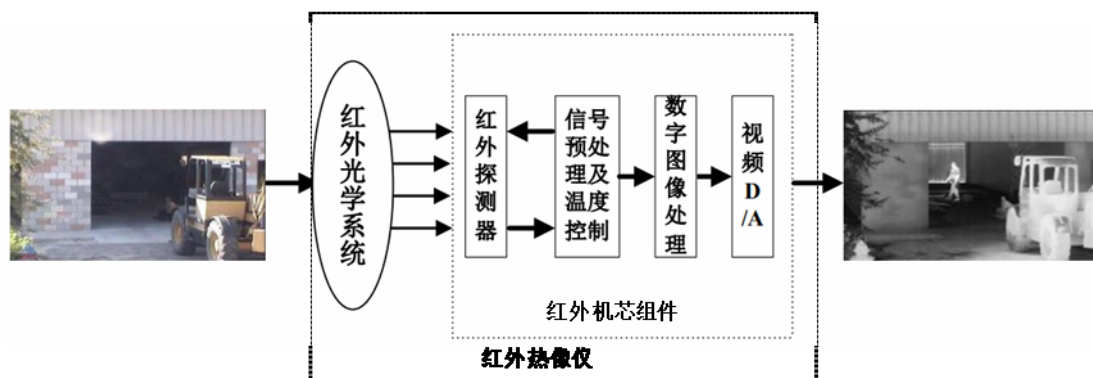 红外光学系统
红外探测器
信号
预处
理及
温度
控制
数字图像处理
视频
D
/A
红外机芯组件
红外热像仪